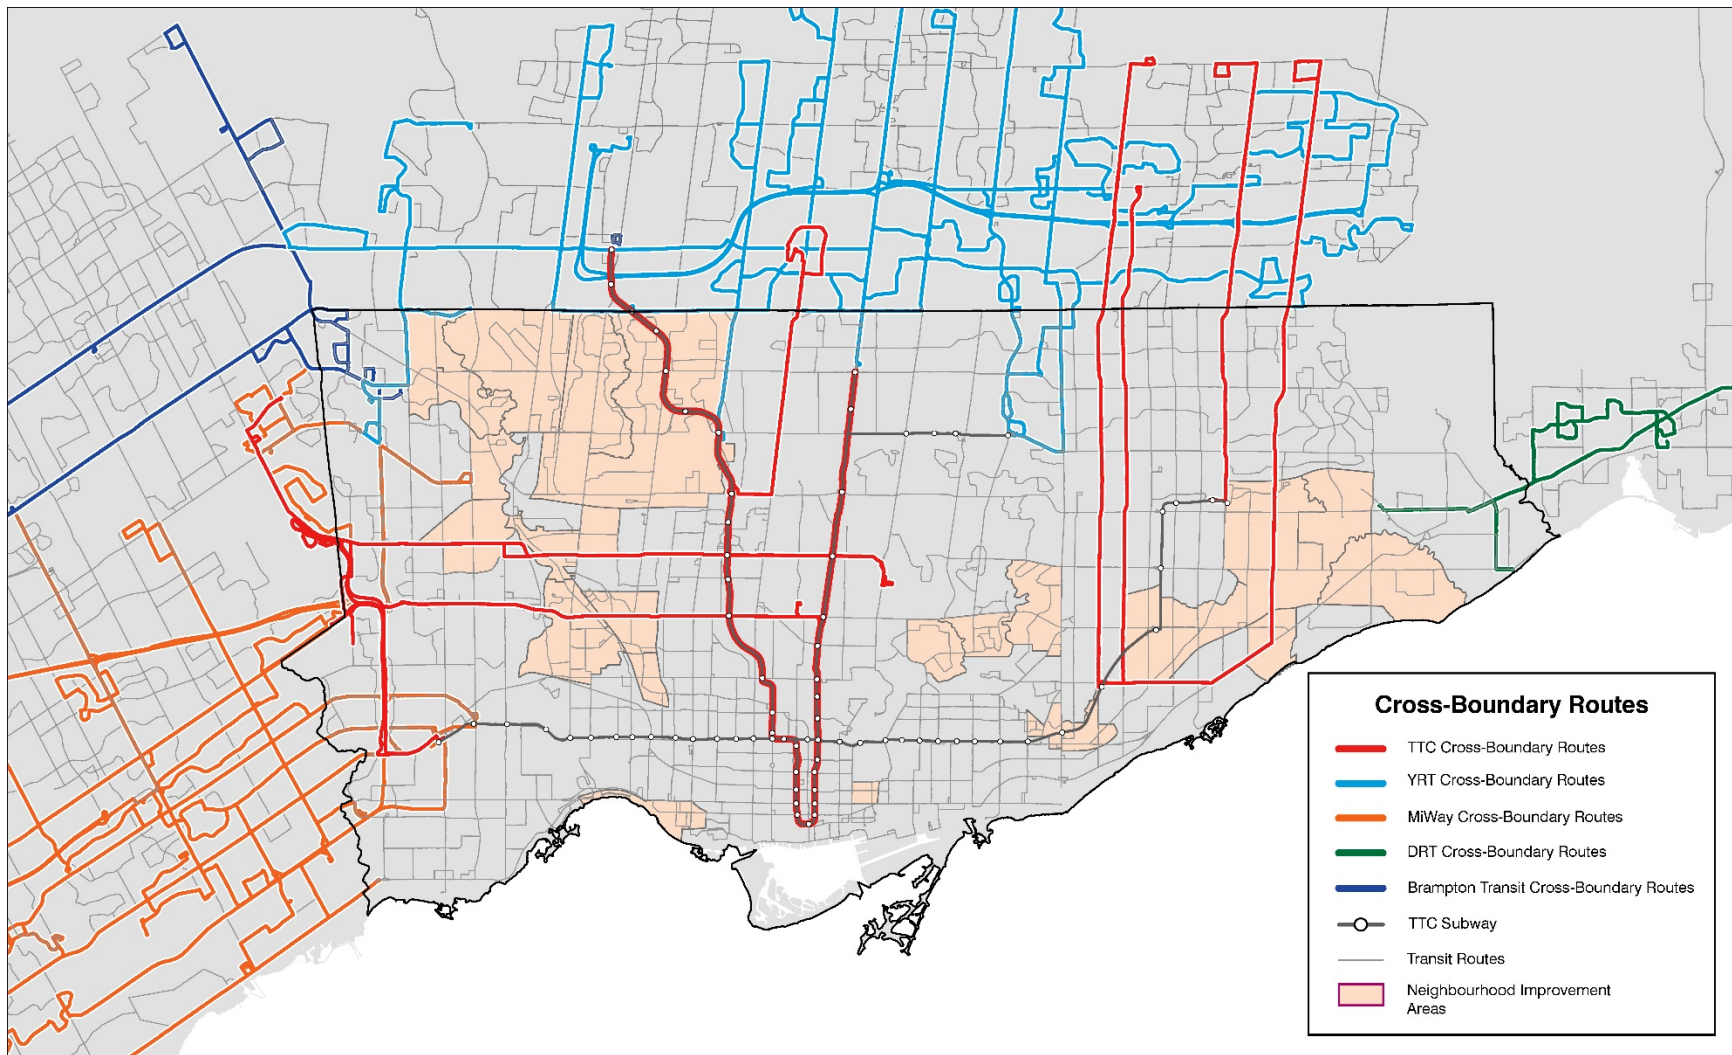 Cross-Boundary Routes
TTC Cross-Boundary Routes
YRT Cross-Boundary Routes
MiWay Cross-Boundary Routes
DRT Cross-Boundary Routes
Brampton Transit Cross-Boundary Routes
TTC Subway
Transit Routes
Neighbourhood Improvement
Areas